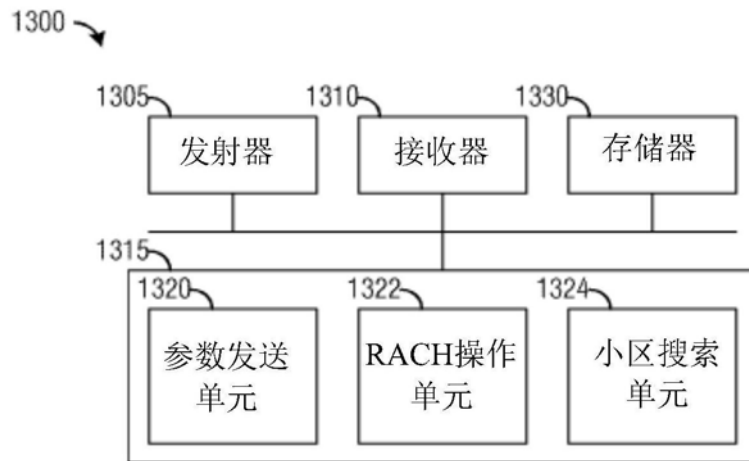 1300
1305
1310
1330
发射器
接收器
存储器
1315
1320
1322
1324
参数发送
单元
RACH操作
单元
小区搜索
单元